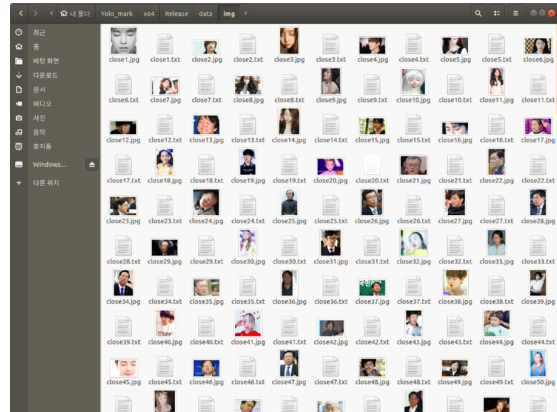 내 폴더 Yolo_mark x64 Release data img
최근
홈
바탕 화면
다운로드
문서
비디오
사진
음악
휴지통
Windows...
다른 위치
close1.jpg close1.txt close2.jpg close2.txt close3.jpg close3.txt close4.jpg close4.txt close5.jpg close5.txt close6.jpg
close6.txt close7.jpg close7.txt close8.jpg close8.txt close9.jpg close9.txt close10.jpg close10.txt close11.jpg close11.txt
close12.jpg close12.txt close13.jpg close13.txt close14.jpg close14.txt close15.jpg close15.txt close16.jpg close16.txt close17.jpg
close17.txt close18.jpg close18.txt close19.jpg close19.txt close20.jpg close20.txt close21.jpg close21.txt close22.jpg close22.txt
close23.jpg close23.txt close24.jpg close24.txt close25.jpg close25.txt close26.jpg close26.txt close27.jpg close27.txt close28.jpg
close28.txt close29.jpg close29.txt close30.jpg close30.txt close31.jpg close31.txt close32.jpg close32.txt close33.jpg close33.txt
close34.jpg close34.txt close35.jpg close35.txt close36.jpg close36.txt close37.jpg close37.txt close38.jpg close38.txt close39.jpg
close39.txt close40.jpg close40.txt close41.jpg close41.txt close42.jpg close42.txt close43.jpg close43.txt close44.jpg close44.txt
close45.jpg close45.txt close46.jpg close46.txt close47.jpg close47.txt close48.jpg close48.txt close49.jpg close49.txt close50.jpg